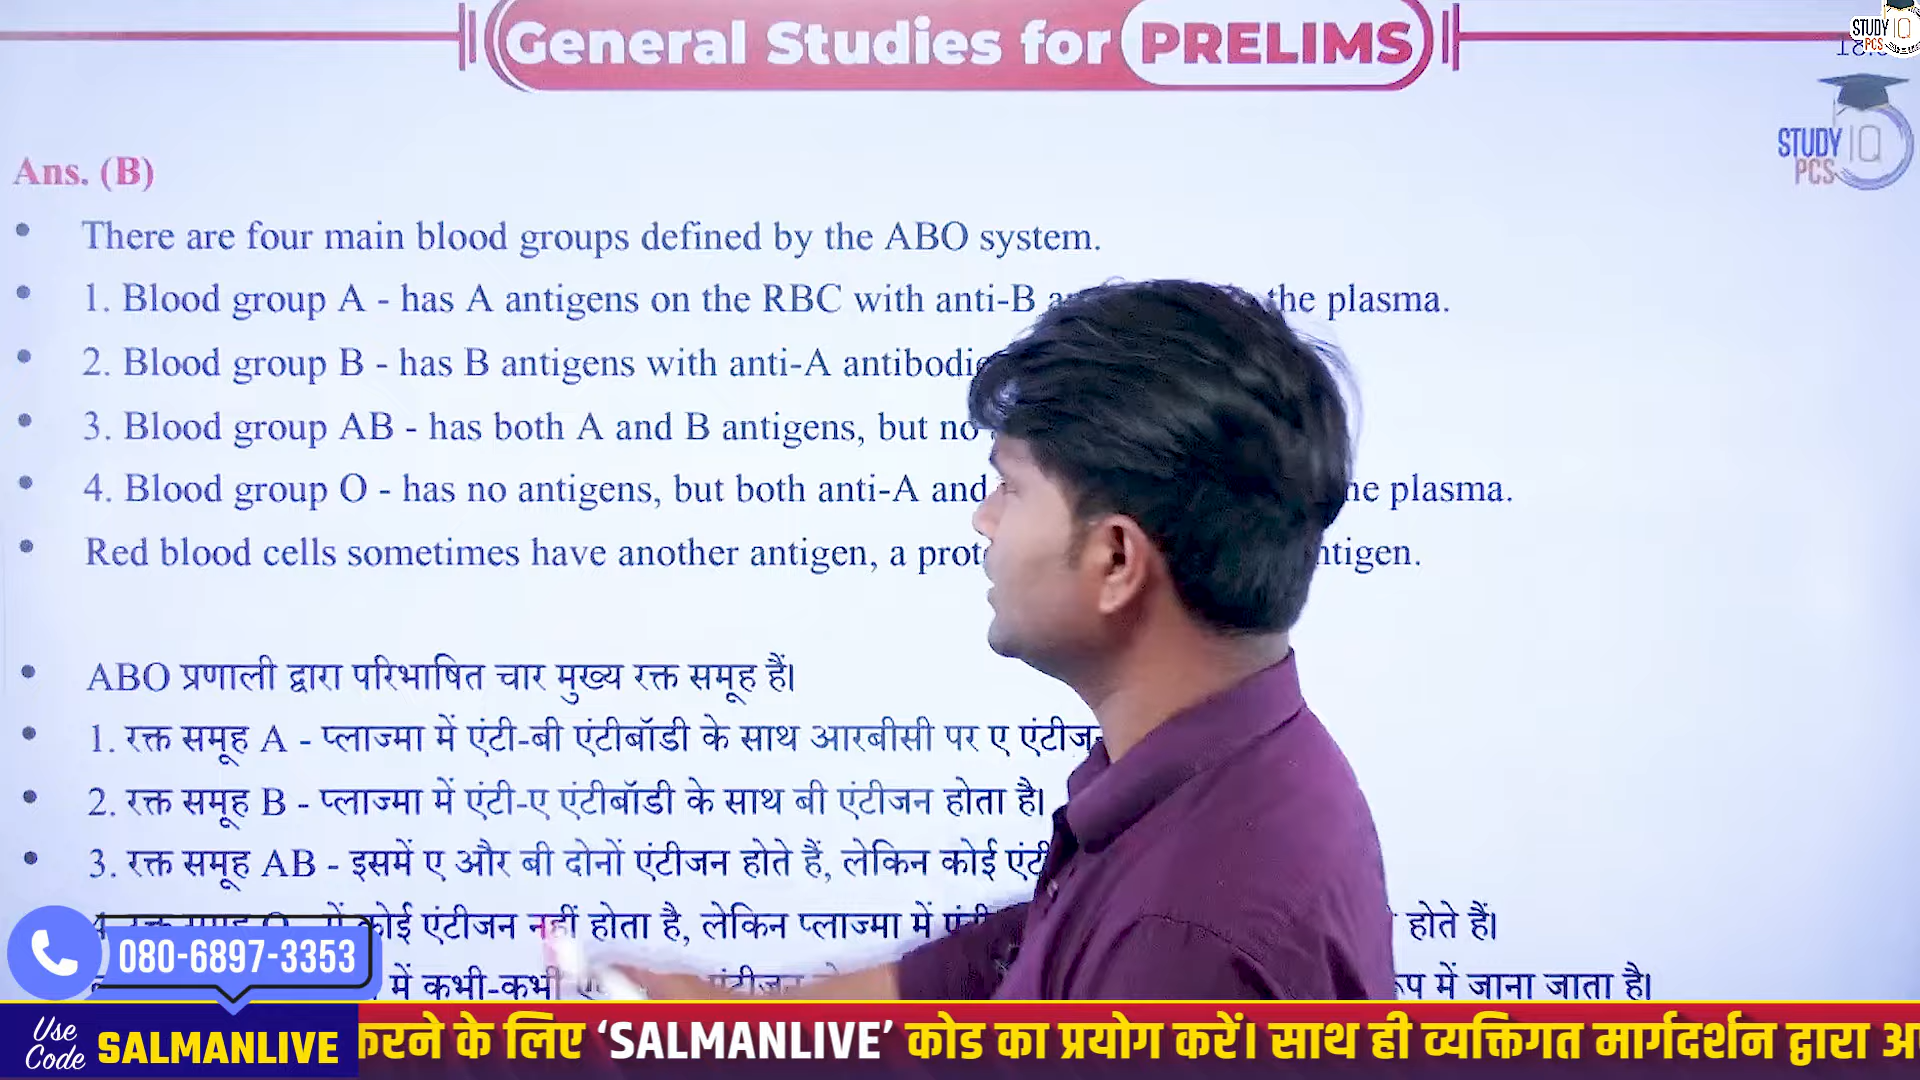 General Studies for PRELIMS
STUDY IQ
PCS
STUDY IQ
PCS
Ans. (B)
• There are four main blood groups defined by the ABO system.
• 1. Blood group A - has A antigens on the RBC with anti-B the plasma.
• 2. Blood group B - has B antigens with anti-A
• 3. Blood group AB - has both A and B antigens, but no
• 4. Blood group O - has no antigens, but both anti-A and plasma.
• Red blood cells sometimes have another antigen, a
• ABO प्रणाली द्वारा परिभाषित चार मुख्य रक्त समूह हैं।
• 1. रक्त समूह A - प्लाज्मा में एंटी-बी एंटीबॉडी के साथ आरबीसी पर ए
• 2. रक्त समूह B - प्लाज्मा में एंटी-ए एंटीबॉडी के साथ बी एंटीजन होता है।
• 3. रक्त समूह AB - इसमें ए और बी दोनों एंटीजन होते हैं, लेकिन कोई
कोई एंटीजन नहीं होता है, लेकिन प्लाज्मा में होते हैं।
में कभी-कभी में जाना जाता है।
080-6897-3353
Use Code SALMANLIVE
करने के लिए ‘SALMANLIVE’ कोड का प्रयोग करें। साथ ही व्यक्तिगत मार्गदर्शन द्वारा